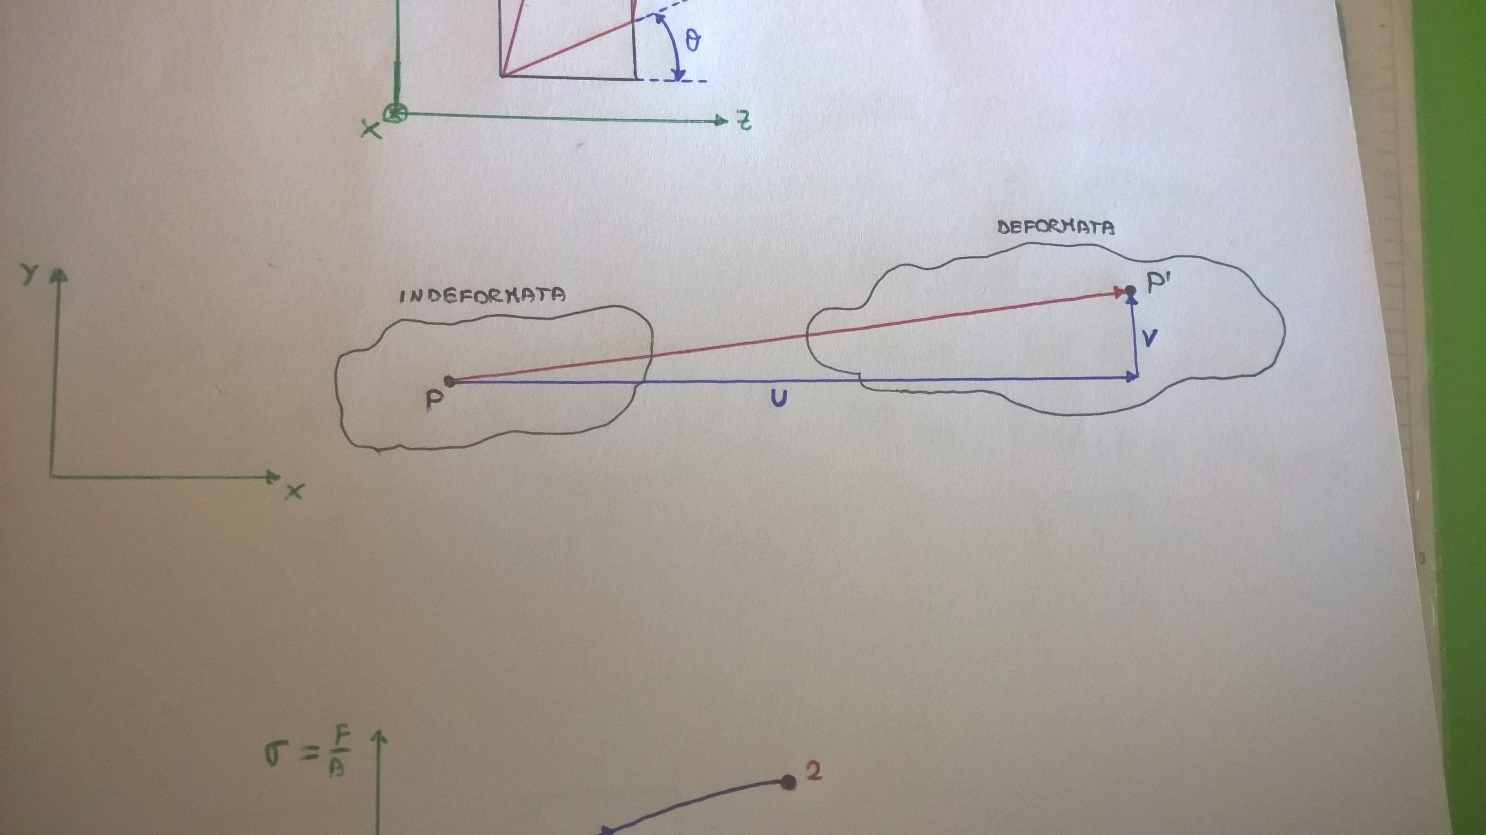 θ
X
Z
DEFORMATA
Y
P'
INDEFORMATA
V
P
U
X
σ = F/A
2